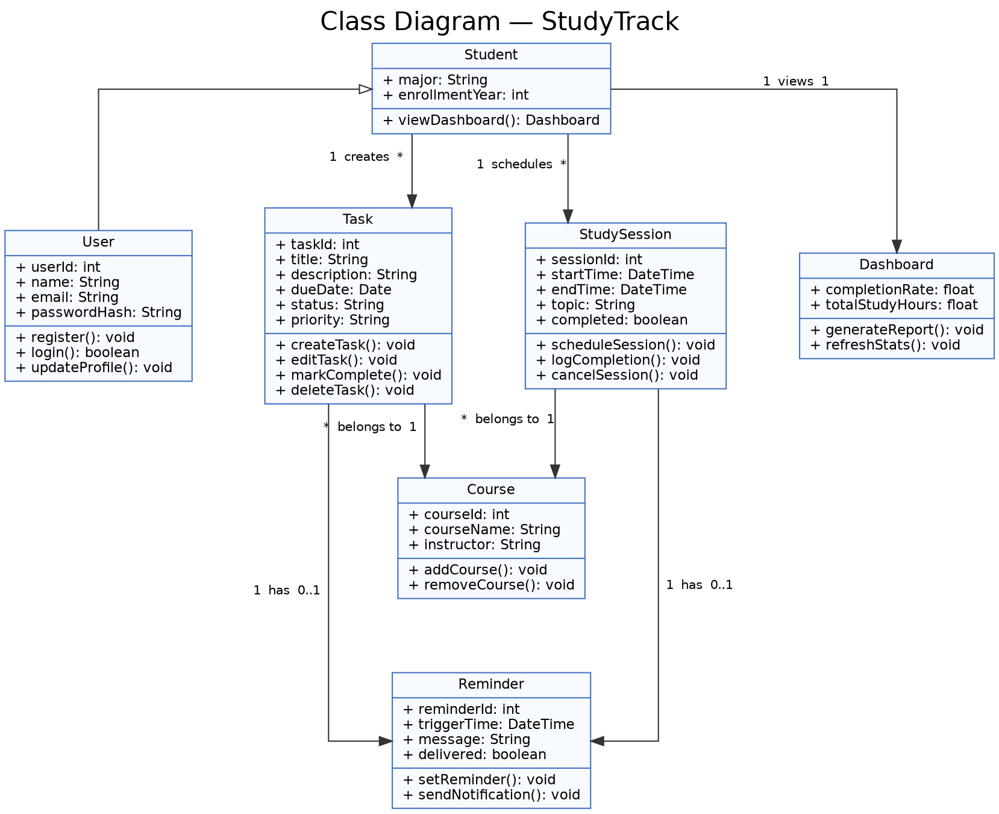 Class Diagram — StudyTrack
Student
+ major: String
+ enrollmentYear: int
+ viewDashboard(): Dashboard
1  views  1
1  creates  *
1  schedules  *
User
+ userId: int
+ name: String
+ email: String
+ passwordHash: String
+ register(): void
+ login(): boolean
+ updateProfile(): void
Task
+ taskId: int
+ title: String
+ description: String
+ dueDate: Date
+ status: String
+ priority: String
+ createTask(): void
+ editTask(): void
+ markComplete(): void
+ deleteTask(): void
StudySession
+ sessionId: int
+ startTime: DateTime
+ endTime: DateTime
+ topic: String
+ completed: boolean
+ scheduleSession(): void
+ logCompletion(): void
+ cancelSession(): void
Dashboard
+ completionRate: float
+ totalStudyHours: float
+ generateReport(): void
+ refreshStats(): void
*  belongs to  1
*  belongs to  1
Course
+ courseId: int
+ courseName: String
+ instructor: String
+ addCourse(): void
+ removeCourse(): void
1  has  0..1
1  has  0..1
Reminder
+ reminderId: int
+ triggerTime: DateTime
+ message: String
+ delivered: boolean
+ setReminder(): void
+ sendNotification(): void